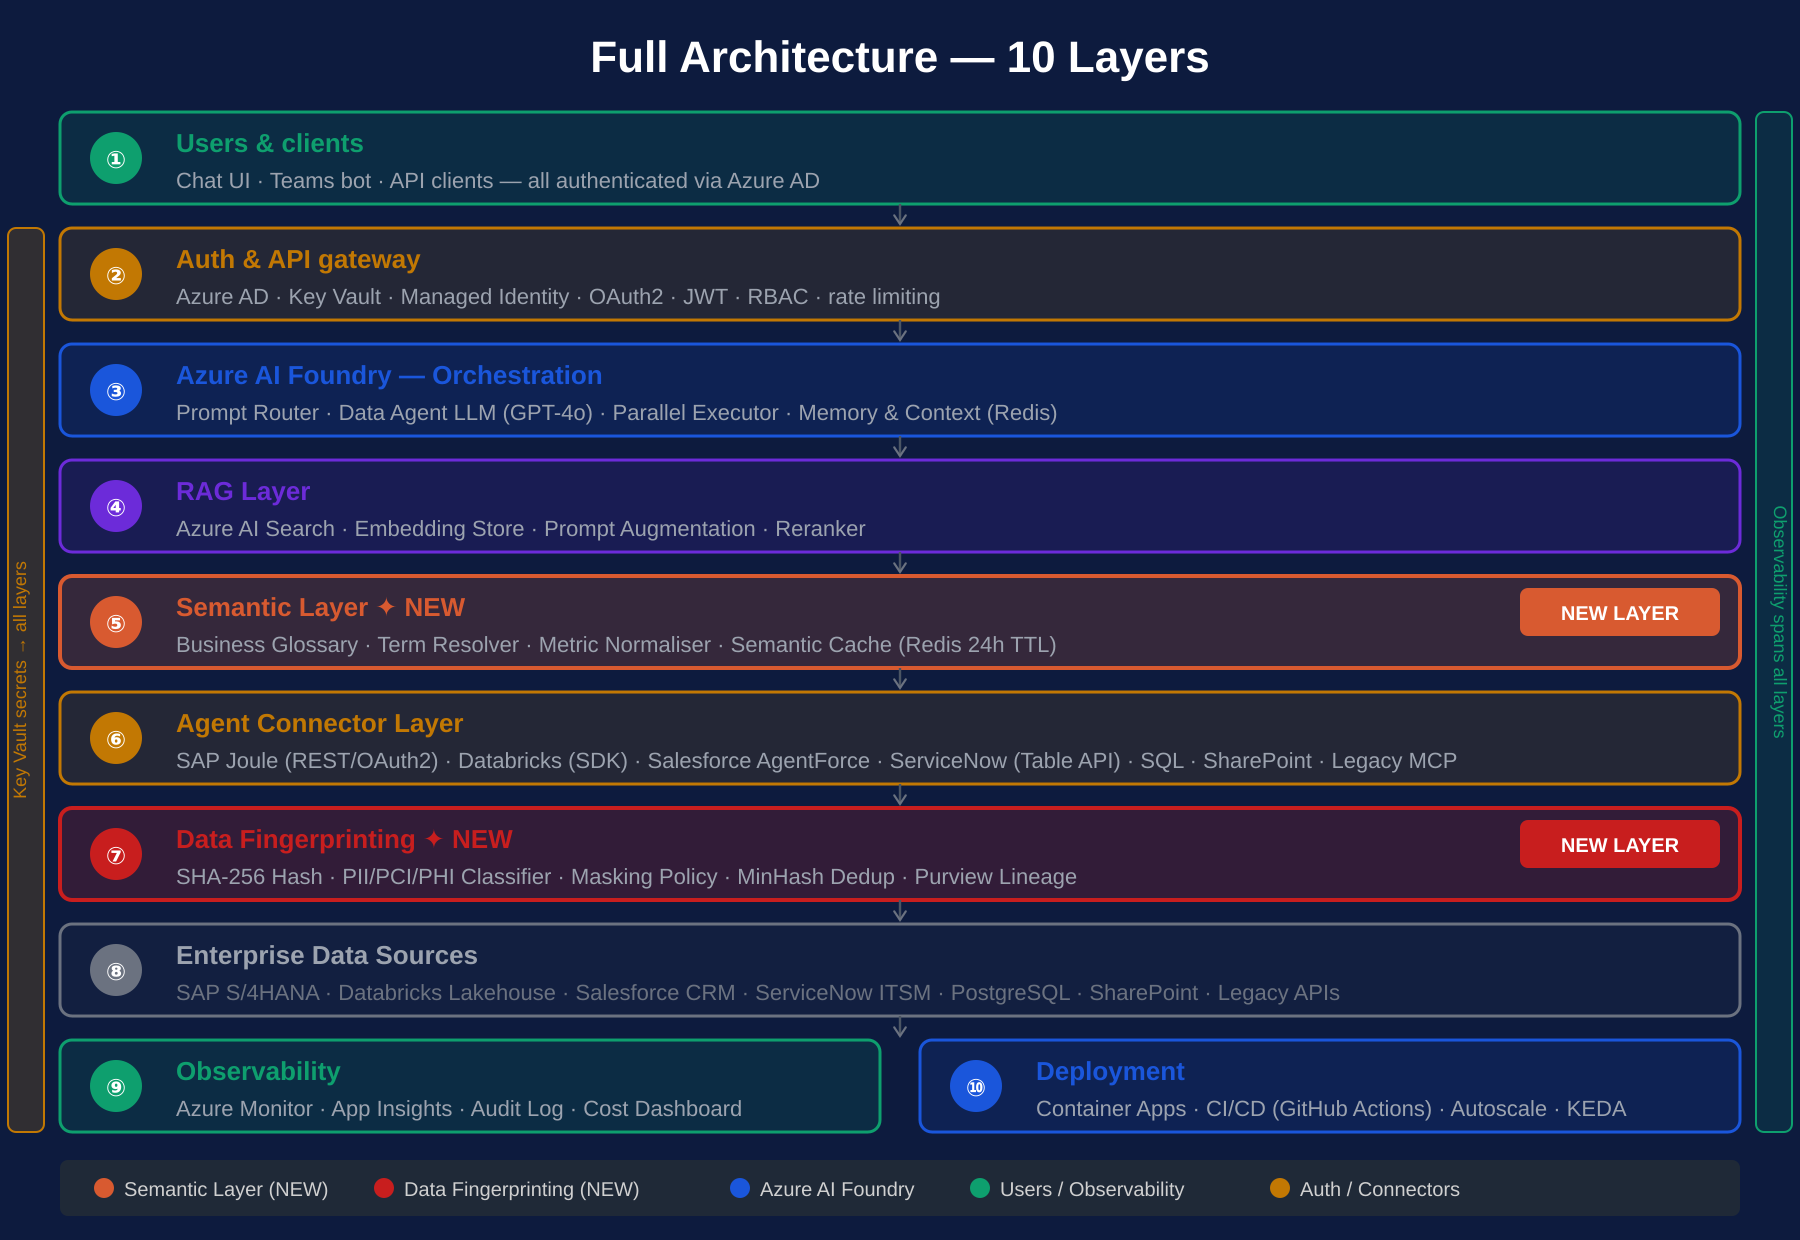 Full Architecture — 10 Layers
①
Users & clients
Chat UI · Teams bot · API clients — all authenticated via Azure AD
②
Auth & API gateway
Azure AD · Key Vault · Managed Identity · OAuth2 · JWT · RBAC · rate limiting
③
Azure AI Foundry — Orchestration
Prompt Router · Data Agent LLM (GPT-4o) · Parallel Executor · Memory & Context (Redis)
④
RAG Layer
Azure AI Search · Embedding Store · Prompt Augmentation · Reranker
⑤
Semantic Layer ✦ NEW
NEW LAYER
Business Glossary · Term Resolver · Metric Normaliser · Semantic Cache (Redis 24h TTL)
⑥
Agent Connector Layer
SAP Joule (REST/OAuth2) · Databricks (SDK) · Salesforce AgentForce · ServiceNow (Table API) · SQL · SharePoint · Legacy MCP
⑦
Data Fingerprinting ✦ NEW
NEW LAYER
SHA-256 Hash · PII/PCI/PHI Classifier · Masking Policy · MinHash Dedup · Purview Lineage
⑧
Enterprise Data Sources
SAP S/4HANA · Databricks Lakehouse · Salesforce CRM · ServiceNow ITSM · PostgreSQL · SharePoint · Legacy APIs
⑨
Observability
Azure Monitor · App Insights · Audit Log · Cost Dashboard
⑩
Deployment
Container Apps · CI/CD (GitHub Actions) · Autoscale · KEDA
Key Vault secrets → all layers
Observability spans all layers
Semantic Layer (NEW)
Data Fingerprinting (NEW)
Azure AI Foundry
Users / Observability
Auth / Connectors